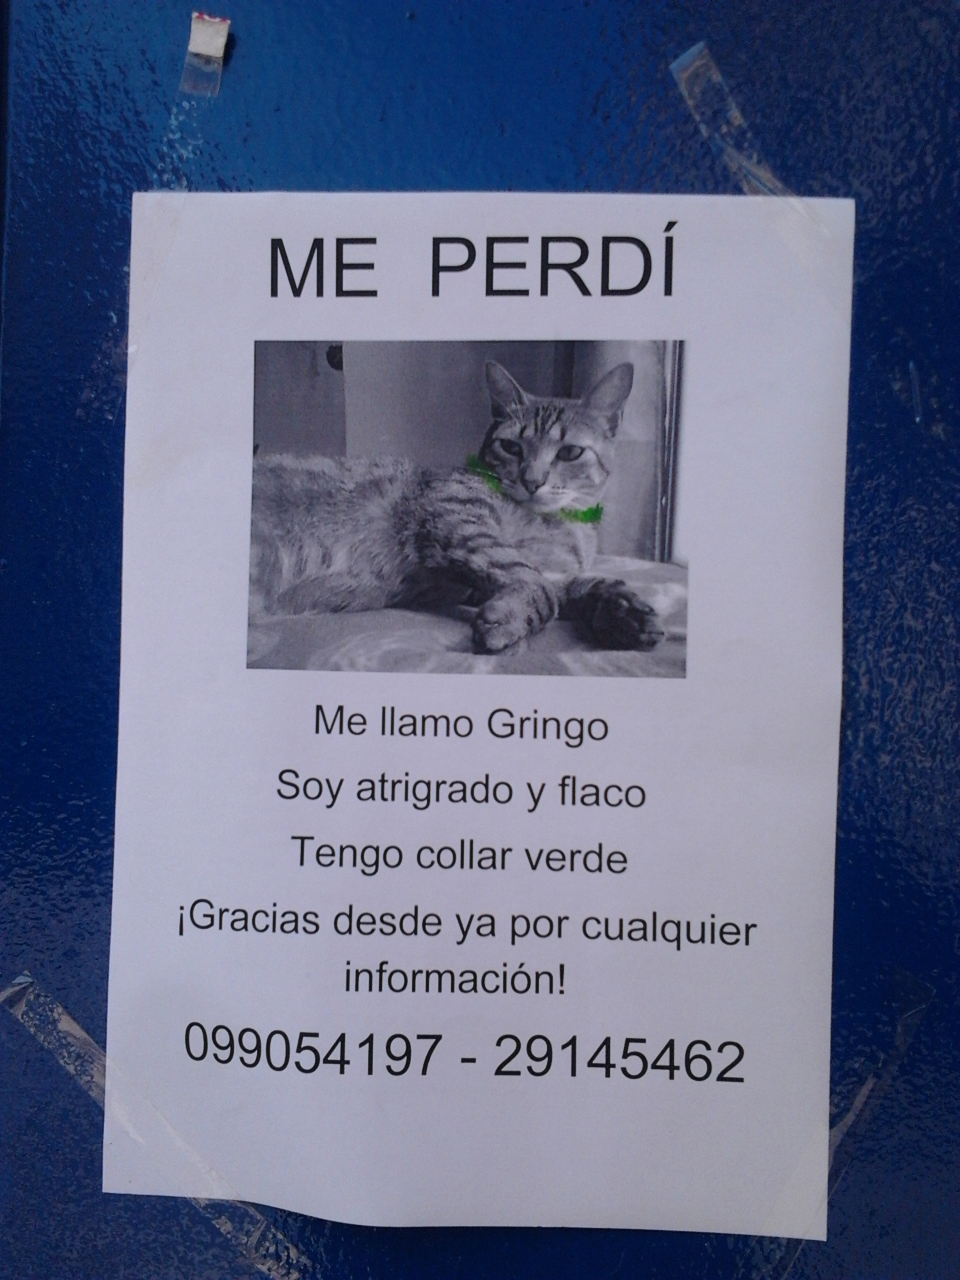 ME PERDÍ
Me llamo Gringo
Soy atrigrado y flaco
Tengo collar verde
¡Gracias desde ya por cualquier
información!
099054197 - 29145462